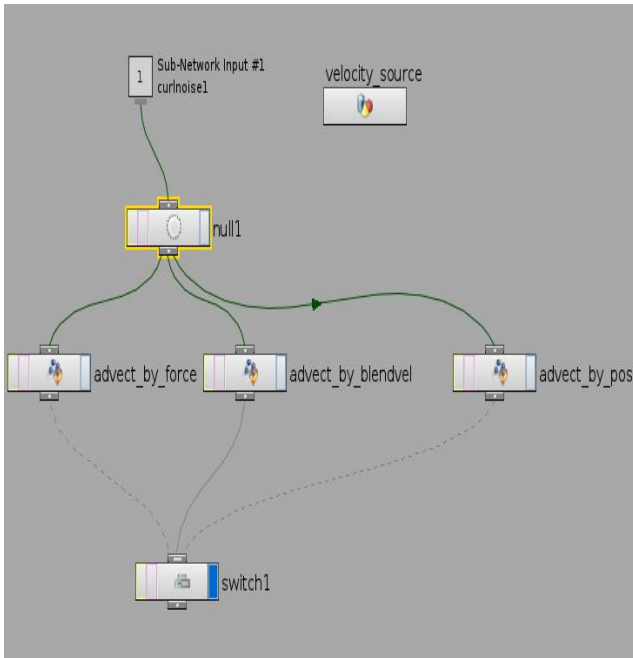 Sub-Network Input #1
1
curlnoise1
velocity_source
null1
advect_by_force
advect_by_blendvel
advect_by_pos
switch1